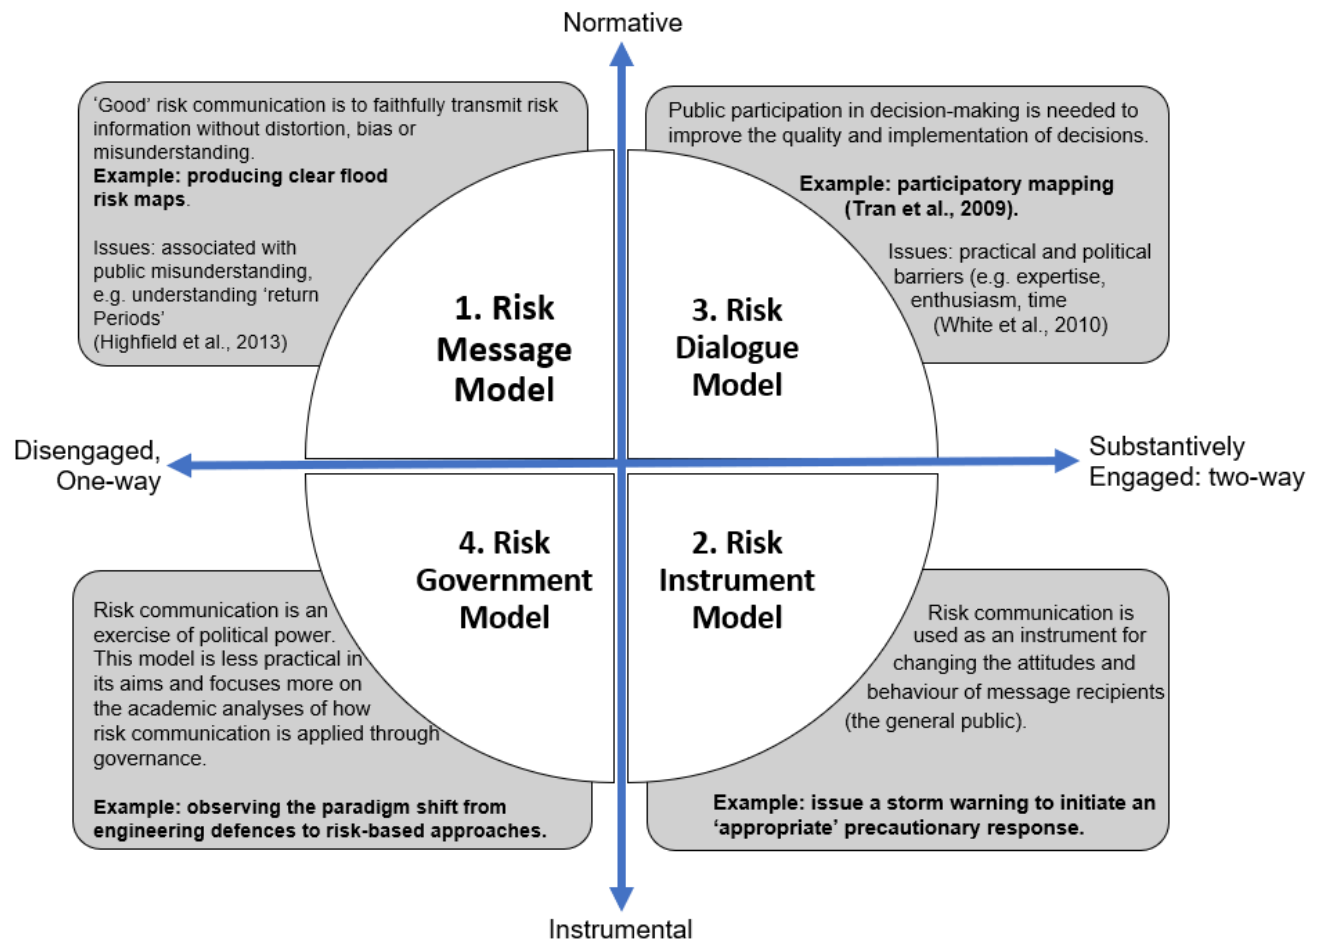 Normative
‘Good’ risk communication is to faithfully transmit risk
information without distortion, bias or
misunderstanding.
Example: producing clear flood
risk maps.
Issues: associated with
public misunderstanding,
e.g. understanding ‘return
Periods’
(Highfield et al., 2013)
Public participation in decision-making is needed to
improve the quality and implementation of decisions.
Example: participatory mapping
(Tran et al., 2009).
Issues: practical and political
barriers (e.g. expertise,
enthusiasm, time
(White et al., 2010)
1. Risk
Message
Model
3. Risk
Dialogue
Model
Disengaged,
One-way
Substantively
Engaged: two-way
4. Risk
Government
Model
2. Risk
Instrument
Model
Risk communication is an
exercise of political power.
This model is less practical in
its aims and focuses more on
the academic analyses of how
risk communication is applied through
governance.
Example: observing the paradigm shift from
engineering defences to risk-based approaches.
Risk communication is
used as an instrument for
changing the attitudes and
behaviour of message recipients
(the general public).
Example: issue a storm warning to initiate an
‘appropriate’ precautionary response.
Instrumental